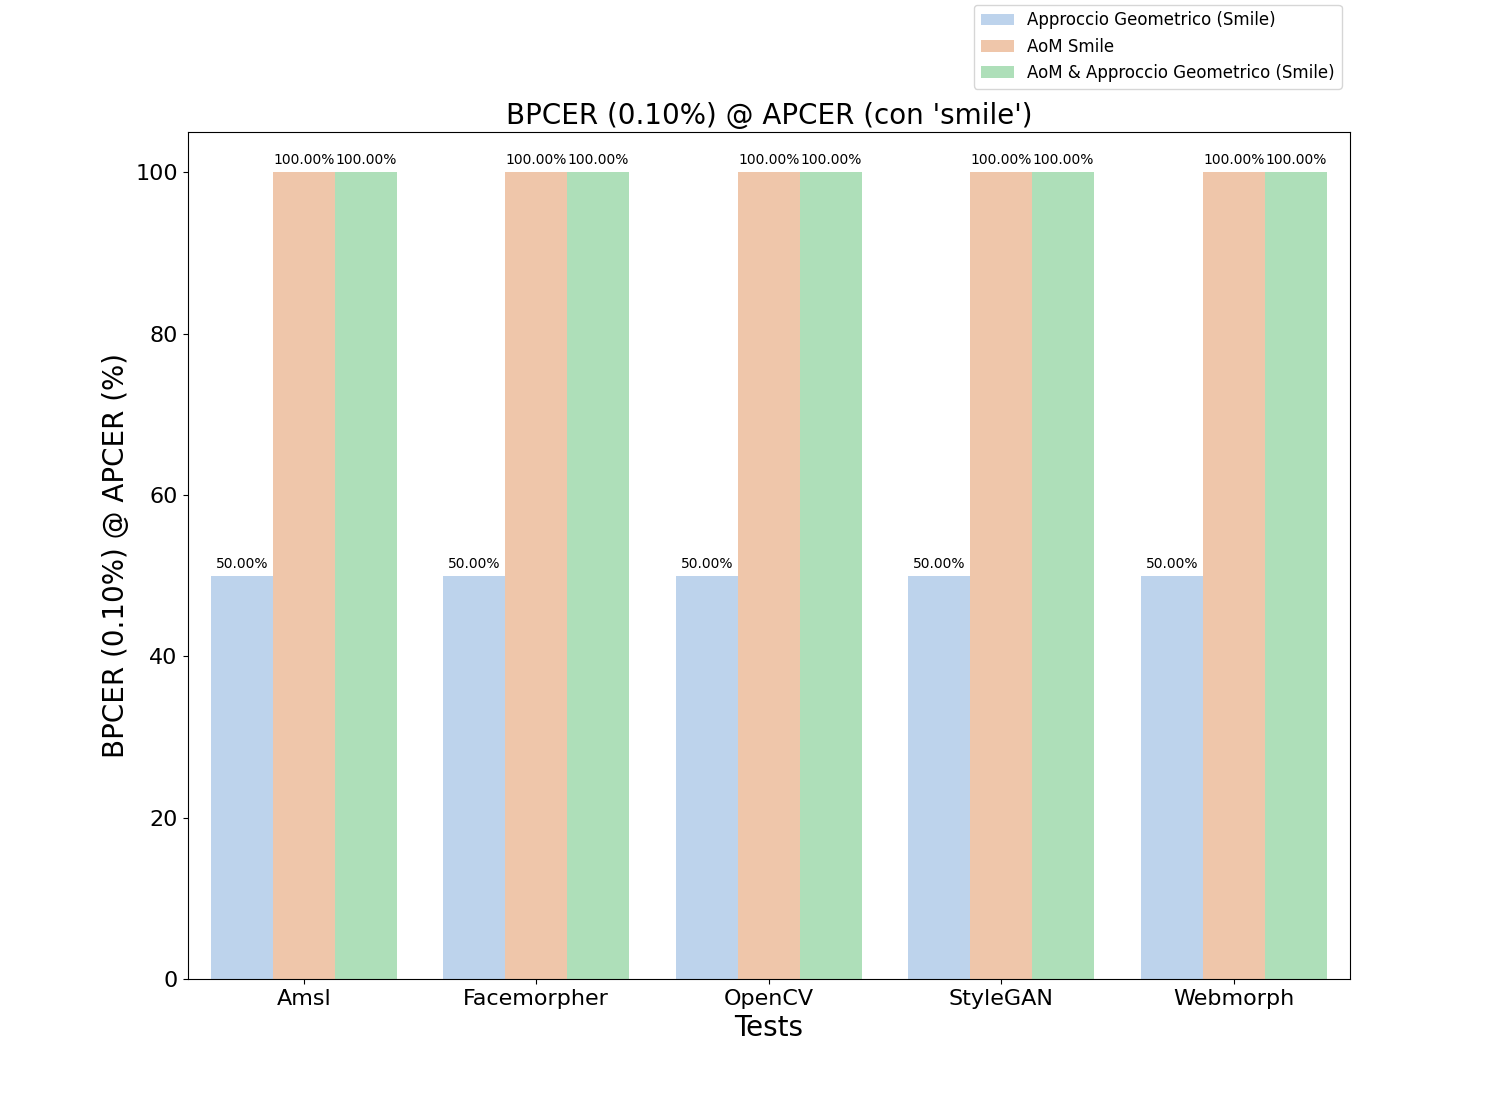 Approccio Geometrico (Smile)
AoM Smile
AoM & Approccio Geometrico (Smile)
BPCER (0.10%) @ APCER (con 'smile')
BPCER (0.10%) @ APCER (%)
100
80
60
40
20
0
50.00% 100.00% 100.00%
50.00% 100.00% 100.00%
50.00% 100.00% 100.00%
50.00% 100.00% 100.00%
50.00% 100.00% 100.00%
Amsl Facemorpher OpenCV StyleGAN Webmorph
Tests